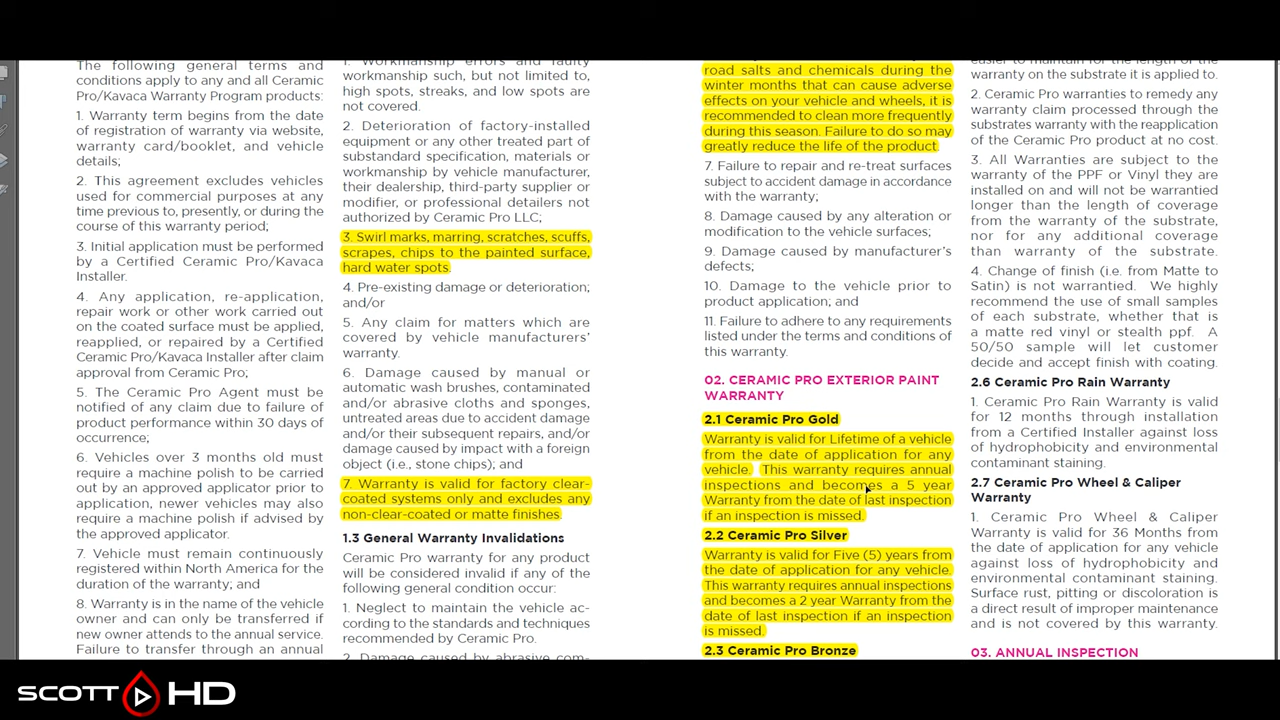 The following general terms and
conditions apply to any and all Ceramic
Pro/Kavaca Warranty Program products:
1. Warranty term begins from the date
of registration of warranty via website,
warranty card/booklet, and vehicle
details;
2. This agreement excludes vehicles
used for commercial purposes at any
time previous to, presently, or during the
course of this warranty period;
3. Initial application must be performed
by a Certified Ceramic Pro/Kavaca
Installer.
4. Any application, re-application,
repair work or other work carried out
on the coated surface must be applied,
reapplied, or repaired by a Certified
Ceramic Pro/Kavaca Installer after claim
approval from Ceramic Pro;
5. The Ceramic Pro Agent must be
notified of any claim due to failure of
product performance within 30 days of
occurrence;
6. Vehicles over 3 months old must
require a machine polish to be carried
out by an approved applicator prior to
application, newer vehicles may also
require a machine polish if advised by
the approved applicator.
7. Vehicle must remain continuously
registered within North America for the
duration of the warranty; and
8. Warranty is in the name of the vehicle
owner and can only be transferred if
new owner attends to the annual service.
Failure to transfer through an annual
1. Workmanship errors and faulty
workmanship such, but not limited to,
high spots, streaks, and low spots are
not covered.
2. Deterioration of factory-installed
equipment or any other treated part of
substandard specification, materials or
workmanship by vehicle manufacturer,
their dealership, third-party supplier or
modifier, or professional detailers not
authorized by Ceramic Pro LLC;
3. Swirl marks, marring, scratches, scuffs,
scrapes, chips to the painted surface,
hard water spots.
4. Pre-existing damage or deterioration;
and/or
5. Any claim for matters which are
covered by vehicle manufacturers'
warranty.
6. Damage caused by manual or
automatic wash brushes, contaminated
and/or abrasive cloths and sponges,
untreated areas due to accident damage
and/or their subsequent repairs, and/or
damage caused by impact with a foreign
object (i.e., stone chips); and
7. Warranty is valid for factory clear-
coated systems only and excludes any
non-clear-coated or matte finishes.
1.3 General Warranty Invalidations
Ceramic Pro warranty for any product
will be considered invalid if any of the
following general condition occur:
1. Neglect to maintain the vehicle ac-
cording to the standards and techniques
recommended by Ceramic Pro.
2. Damage caused by abrasive com-
road salts and chemicals during the
winter months that can cause adverse
effects on your vehicle and wheels, it is
recommended to clean more frequently
during this season. Failure to do so may
greatly reduce the life of the product.
7. Failure to repair and re-treat surfaces
subject to accident damage in accordance
with the warranty;
8. Damage caused by any alteration or
modification to the vehicle surfaces;
9. Damage caused by manufacturer's
defects;
10. Damage to the vehicle prior to
product application; and
11. Failure to adhere to any requirements
listed under the terms and conditions of
this warranty.
02. CERAMIC PRO EXTERIOR PAINT
WARRANTY
2.1 Ceramic Pro Gold
Warranty is valid for Lifetime of a vehicle
from the date of application for any
vehicle. This warranty requires annual
inspections and becomes a 5 year
Warranty from the date of last inspection
if an inspection is missed.
2.2 Ceramic Pro Silver
Warranty is valid for Five (5) years from
the date of application for any vehicle.
This warranty requires annual inspections
and becomes a 2 year Warranty from the
date of last inspection if an inspection
is missed.
2.3 Ceramic Pro Bronze
easier to maintain for the length of the
warranty on the substrate it is applied to.
2. Ceramic Pro warranties to remedy any
warranty claim processed through the
substrates warranty with the reapplication
of the Ceramic Pro product at no cost.
3. All Warranties are subject to the
warranty of the PPF or Vinyl they are
installed on and will not be warrantied
longer than the length of coverage
from the warranty of the substrate,
nor for any additional coverage
than warranty of the substrate.
4. Change of finish (i.e. from Matte to
Satin) is not warrantied. We highly
recommend the use of small samples
of each substrate, whether that is
a matte red vinyl or stealth ppf. A
50/50 sample will let customer
decide and accept finish with coating.
2.6 Ceramic Pro Rain Warranty
1. Ceramic Pro Rain Warranty is valid
for 12 months through installation
from a Certified Installer against loss
of hydrophobicity and environmental
contaminant staining.
2.7 Ceramic Pro Wheel & Caliper
Warranty
1. Ceramic Pro Wheel & Caliper
Warranty is valid for 36 Months from
the date of application for any vehicle
against loss of hydrophobicity and
environmental contaminant staining.
Surface rust, pitting or discoloration is
a direct result of improper maintenance
and is not covered by this warranty.
03. ANNUAL INSPECTION
SCOTT HD